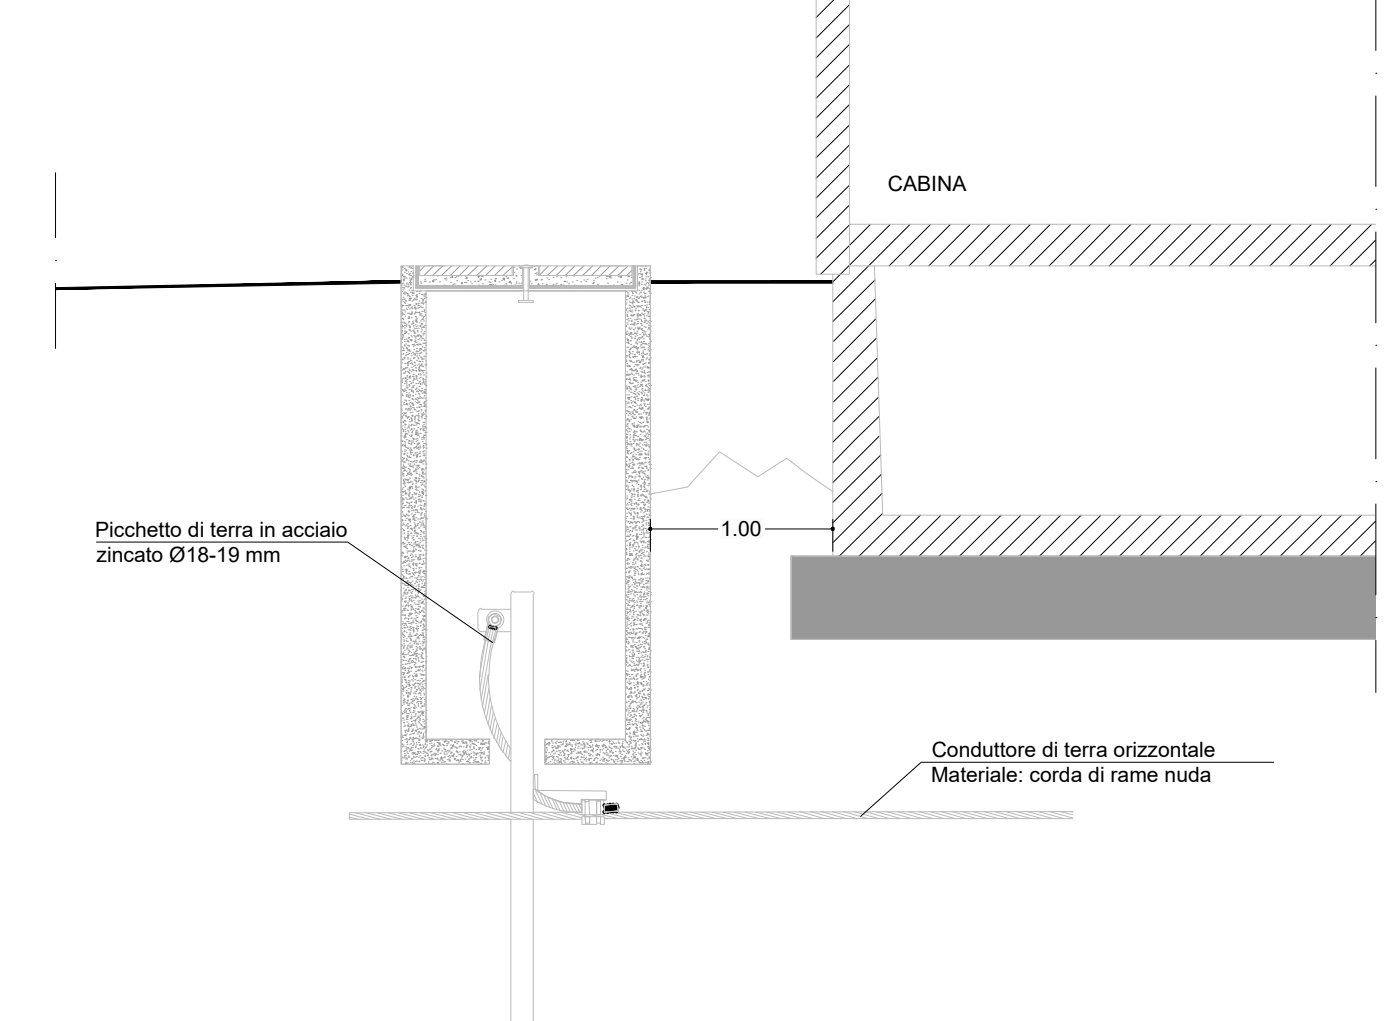 CABINA
Picchetto di terra in acciaio
zincato Ø18-19 mm
1.00
Conduttore di terra orizzontale
Materiale: corda di rame nuda